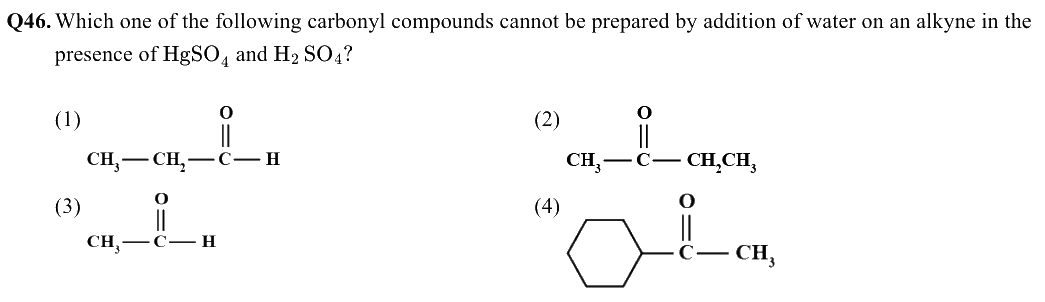 Q46. Which one of the following carbonyl compounds cannot be prepared by addition of water on an alkyne in the
presence of HgSO₄ and H₂ SO₄?
(1)
O
CH₃ — CH₂ — C — H
(2)
O
CH₃ — C — CH₂CH₃
(3)
O
CH₃ — C — H
(4)
O
C — CH₃